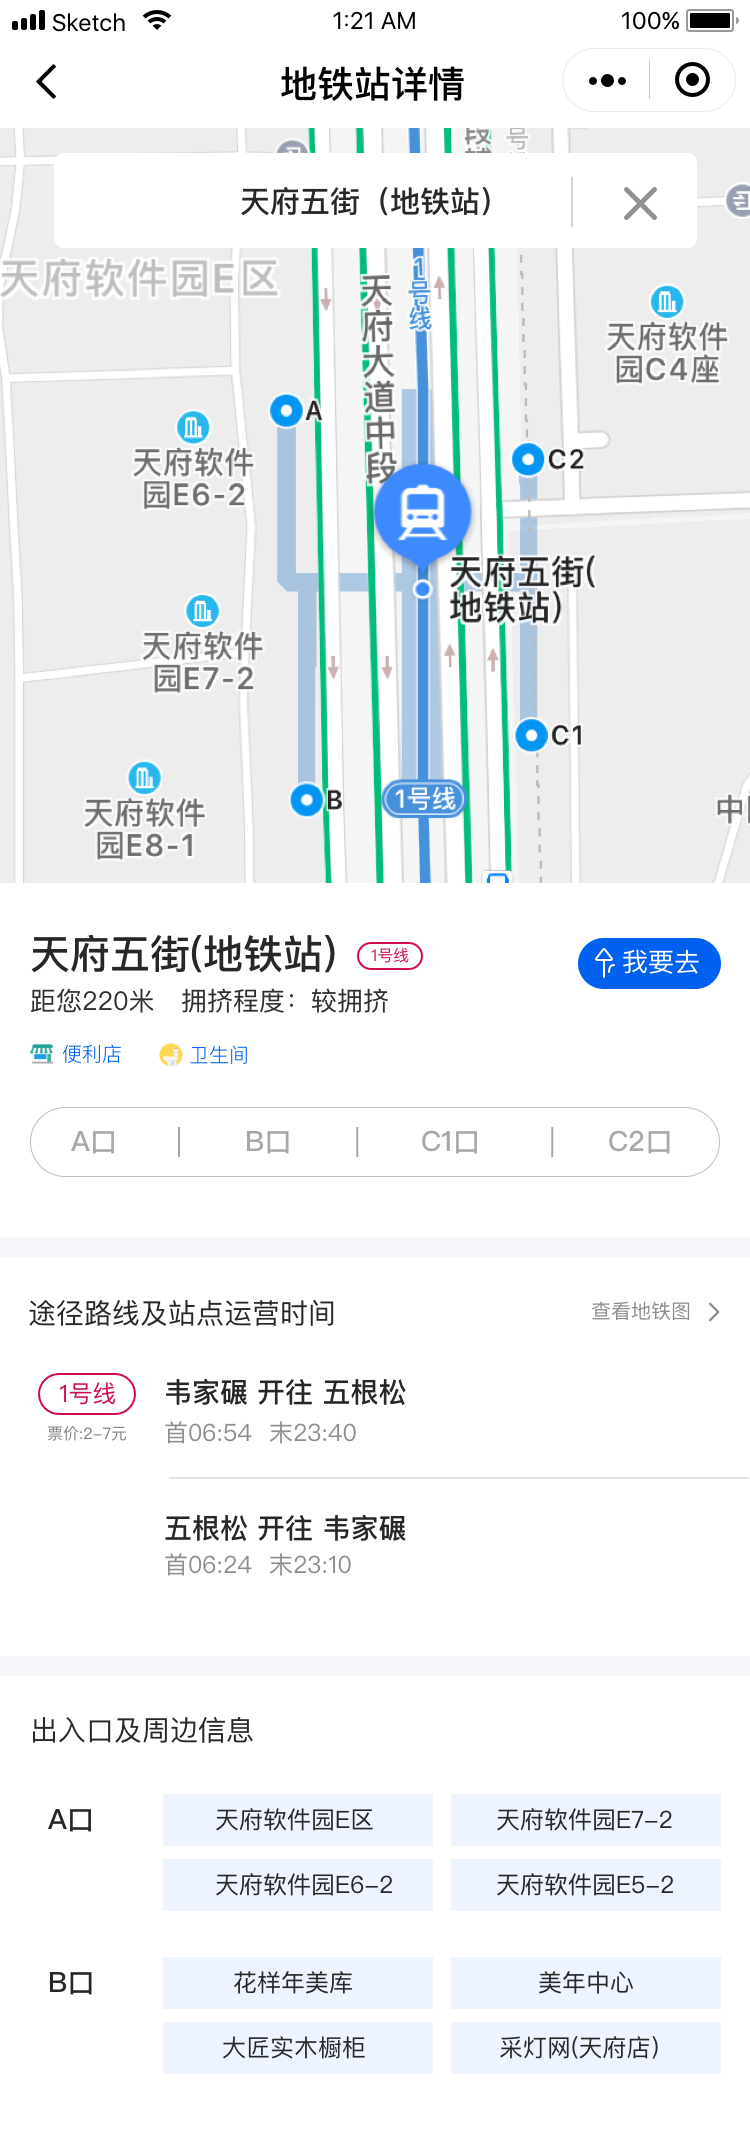 Sketch
1:21 AM
100%
地铁站详情
段
号
天府五街（地铁站）
天府软件园E区
天府大道中段
1号线
天府软件
园C4座
A
天府软件
园E6-2
C2
天府五街(
地铁站)
天府软件
园E7-2
C1
天府软件
园E8-1
B
1号线
中
天府五街(地铁站)
1号线
我要去
距您220米 拥挤程度：较拥挤
便利店
卫生间
A口
B口
C1口
C2口
途径路线及站点运营时间
查看地铁图
1号线
韦家碾 开往 五根松
票价:2-7元
首06:54 末23:40
五根松 开往 韦家碾
首06:24 末23:10
出入口及周边信息
A口
天府软件园E区
天府软件园E7-2
天府软件园E6-2
天府软件园E5-2
B口
花样年美库
美年中心
大匠实木橱柜
采灯网(天府店)